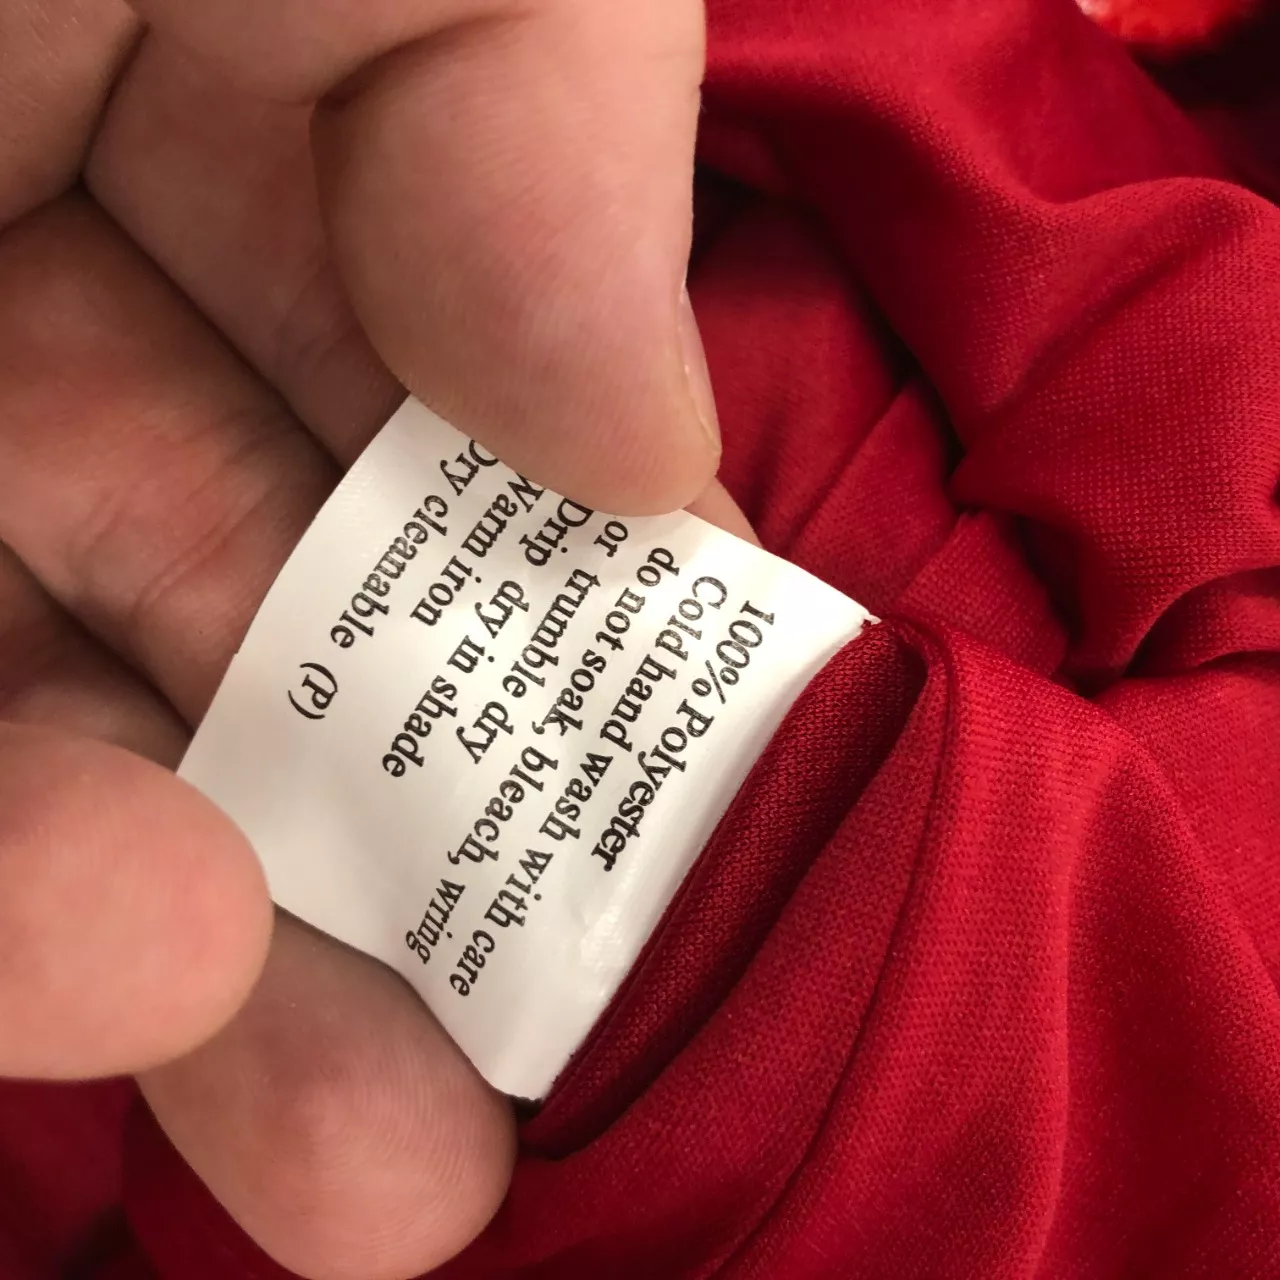 100% Polyester
Cold hand wash with care
do not soak, bleach, wring
or trumble dry
Drip dry in shade
Warm iron
Dry cleanable (P)